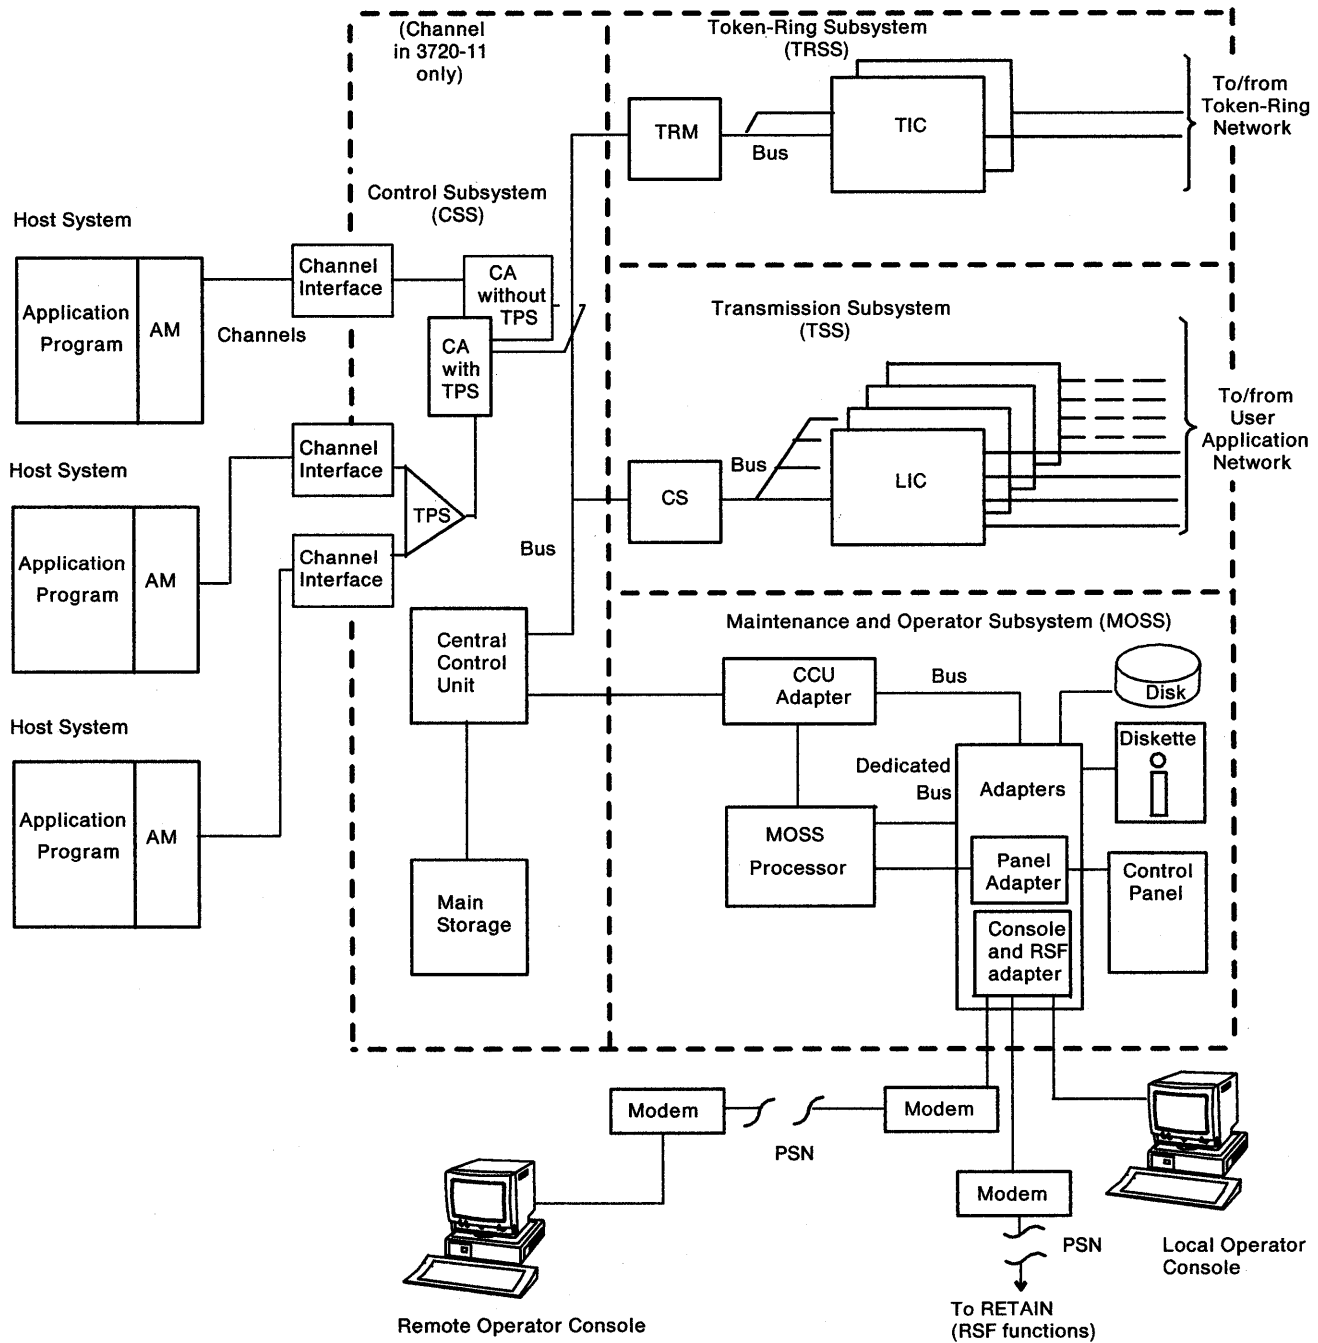 (Channel
in 3720-11
only)
Token-Ring Subsystem
(TRSS)
TRM
Bus
TIC
To/from
Token-Ring
Network
Control Subsystem
(CSS)
Host System
Application
Program
AM
Channels
Channel
Interface
CA
without
TPS
CA
with
TPS
Transmission Subsystem
(TSS)
CS
Bus
LIC
To/from
User
Application
Network
Host System
Application
Program
AM
Channel
Interface
TPS
Channel
Interface
Bus
Central
Control
Unit
Main
Storage
Host System
Application
Program
AM
Maintenance and Operator Subsystem (MOSS)
CCU
Adapter
Bus
Disk
Diskette
Dedicated
Bus
Adapters
MOSS
Processor
Panel
Adapter
Control
Panel
Console
and RSF
adapter
Modem
PSN
Modem
Modem
PSN
Local Operator
Console
To RETAIN
(RSF functions)
Remote Operator Console